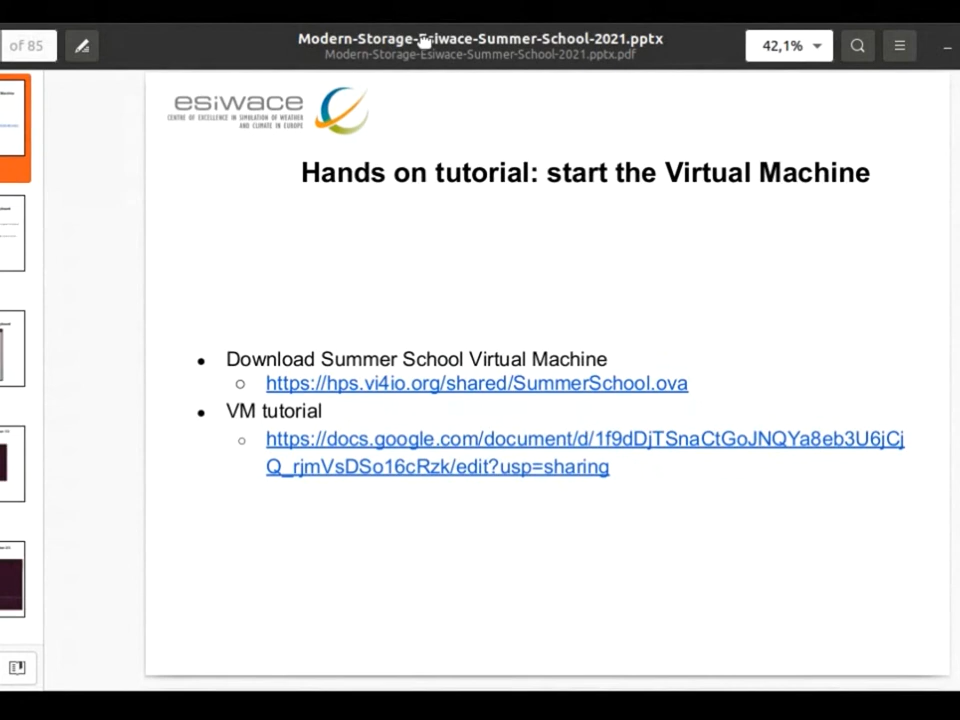 of 85
Modern-Storage-Esiwace-Summer-School-2021.pptx
Modern-Storage-Esiwace-Summer-School-2021.pptx.pdf
42,1%
esiwace
CENTRE OF EXCELLENCE IN SIMULATION OF WEATHER
AND CLIMATE IN EUROPE
Hands on tutorial: start the Virtual Machine
Download Summer School Virtual Machine
https://hps.vi4io.org/shared/SummerSchool.ova
VM tutorial
https://docs.google.com/document/d/1f9dDjTSnaCtGoJNQYa8eb3U6jCj
Q_rjmVsDSo16cRzk/edit?usp=sharing